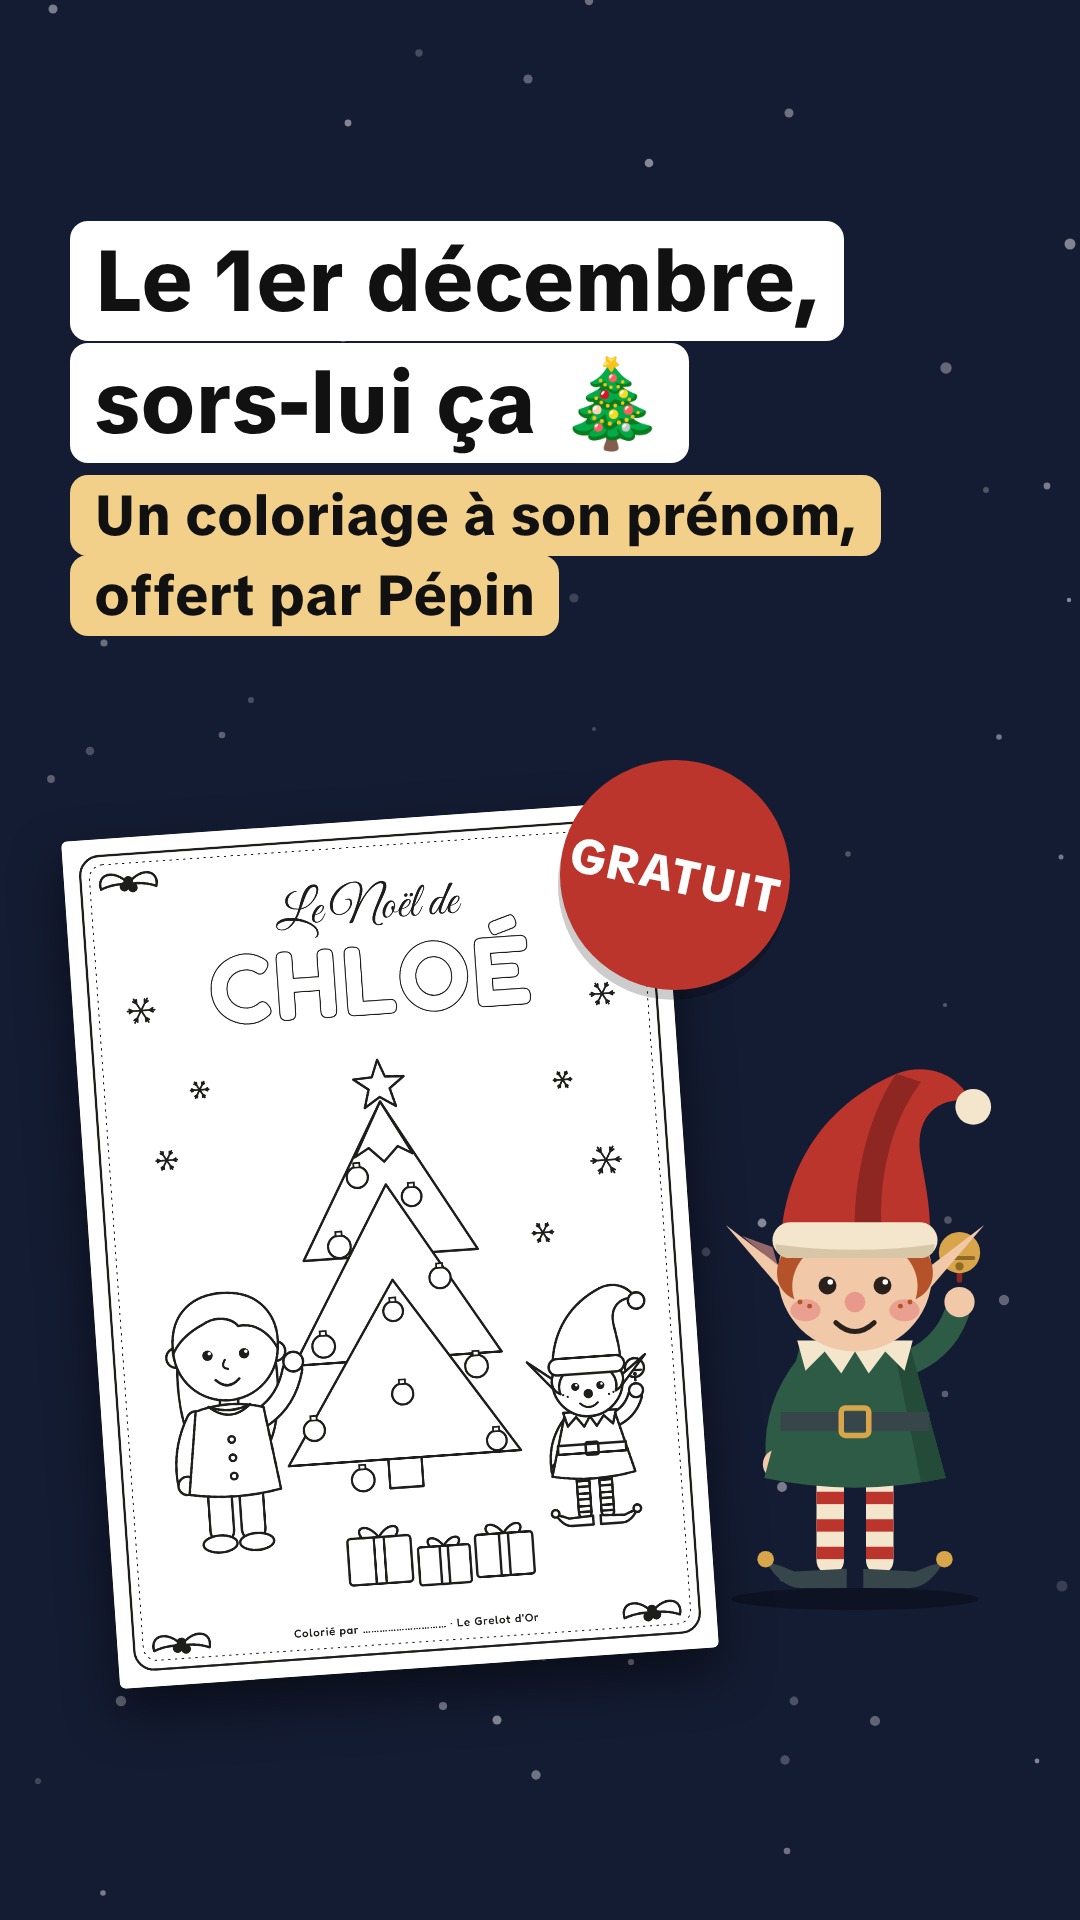 Le 1er décembre,
sors-lui ça 🎄
Un coloriage à son prénom,
offert par Pépin
GRATUIT
Le Noël de
CHLOÉ
Colorié par .............................. · Le Grelot d'Or